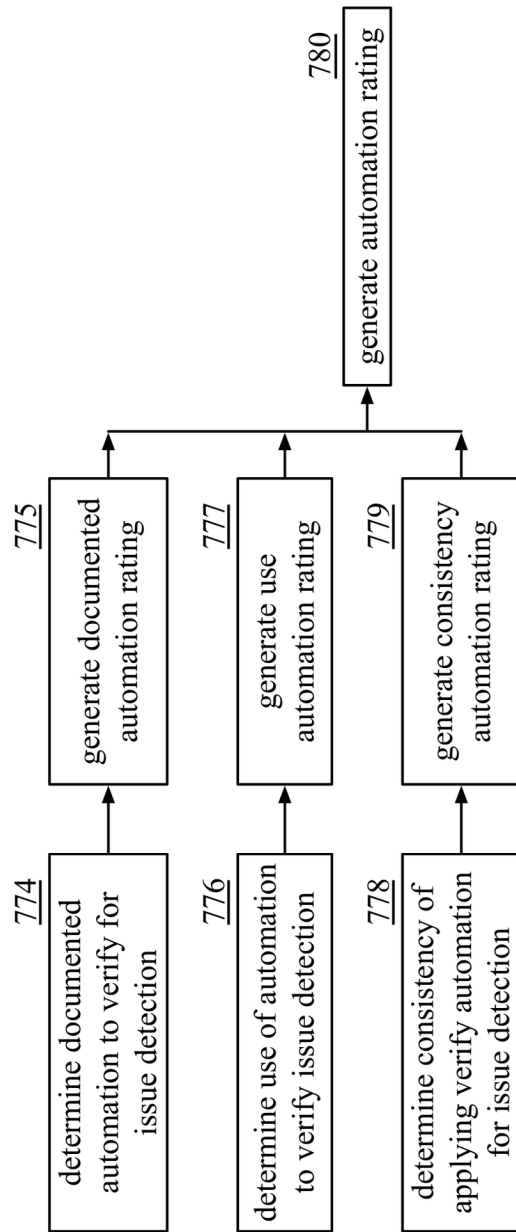 774
determine documented
automation to verify for
issue detection
775
generate documented
automation rating
776
determine use of automation
to verify issue detection
777
generate use
automation rating
778
determine consistency of
applying verify automation
for issue detection
779
generate consistency
automation rating
780
generate automation rating